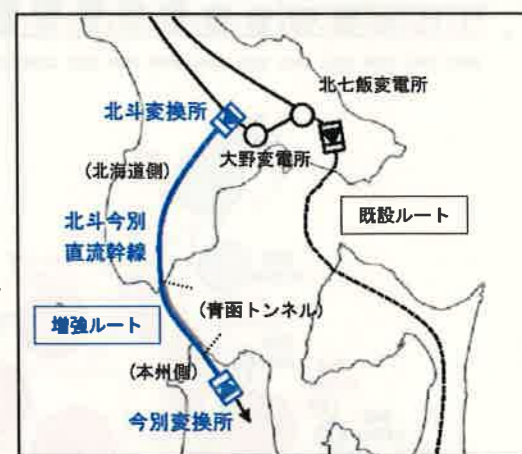 北七飯変電所
北斗変換所
大野変電所
(北海道側)
既設ルート
北斗今別
直流幹線
(青函トンネル)
増強ルート
(本州側)
今別変換所